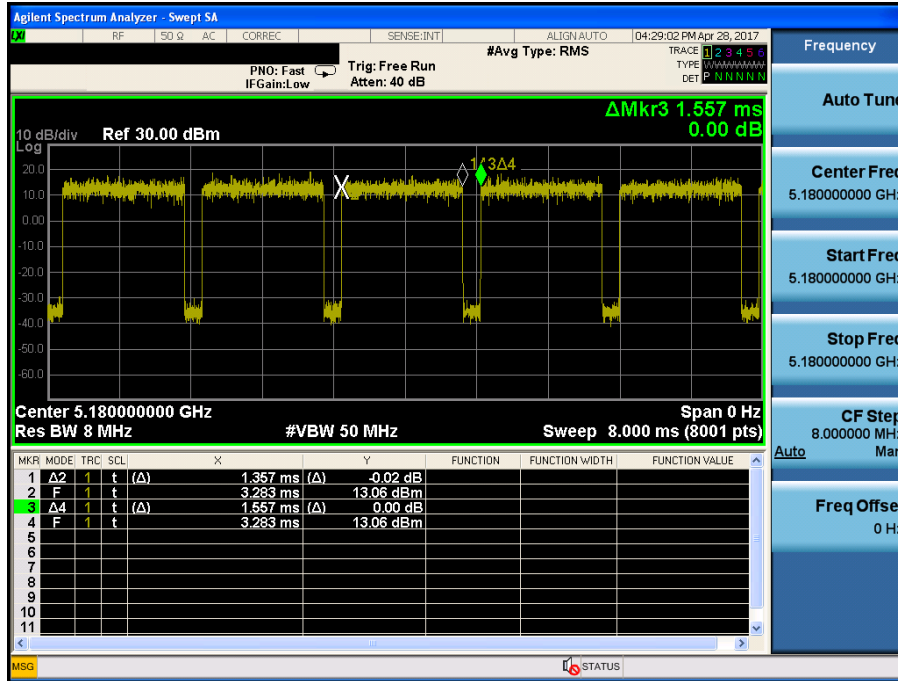 Agilent Spectrum Analyzer - Swept SA
LXI RF 50 Ω AC CORREC SENSE:INT ALIGN AUTO 04:29:02 PM Apr 28, 2017
#Avg Type: RMS TRACE 1 2 3 4 5 6
PNO: Fast Trig: Free Run TYPE WWWWWW
IFGain:Low Atten: 40 dB DET P N N N N N
Frequency
Auto Tune
Center Freq
5.180000000 GHz
Start Freq
5.180000000 GHz
Stop Freq
5.180000000 GHz
CF Step
8.000000 MHz
Auto Man
Freq Offset
0 Hz
ΔMkr3 1.557 ms
10 dB/div Ref 30.00 dBm 0.00 dB
Log
20.0
10.0
0.00
-10.0
-20.0
-30.0
-40.0
-50.0
-60.0
3Δ4
X
Center 5.180000000 GHz Span 0 Hz
Res BW 8 MHz #VBW 50 MHz Sweep 8.000 ms (8001 pts)
MKR MODE TRC SCL X Y FUNCTION FUNCTION WIDTH FUNCTION VALUE
1 Δ2 1 t (Δ) 1.357 ms (Δ) -0.02 dB
2 F 1 t 3.283 ms 13.06 dBm
3 Δ4 1 t (Δ) 1.557 ms (Δ) 0.00 dB
4 F 1 t 3.283 ms 13.06 dBm
5
6
7
8
9
10
11
MSG STATUS